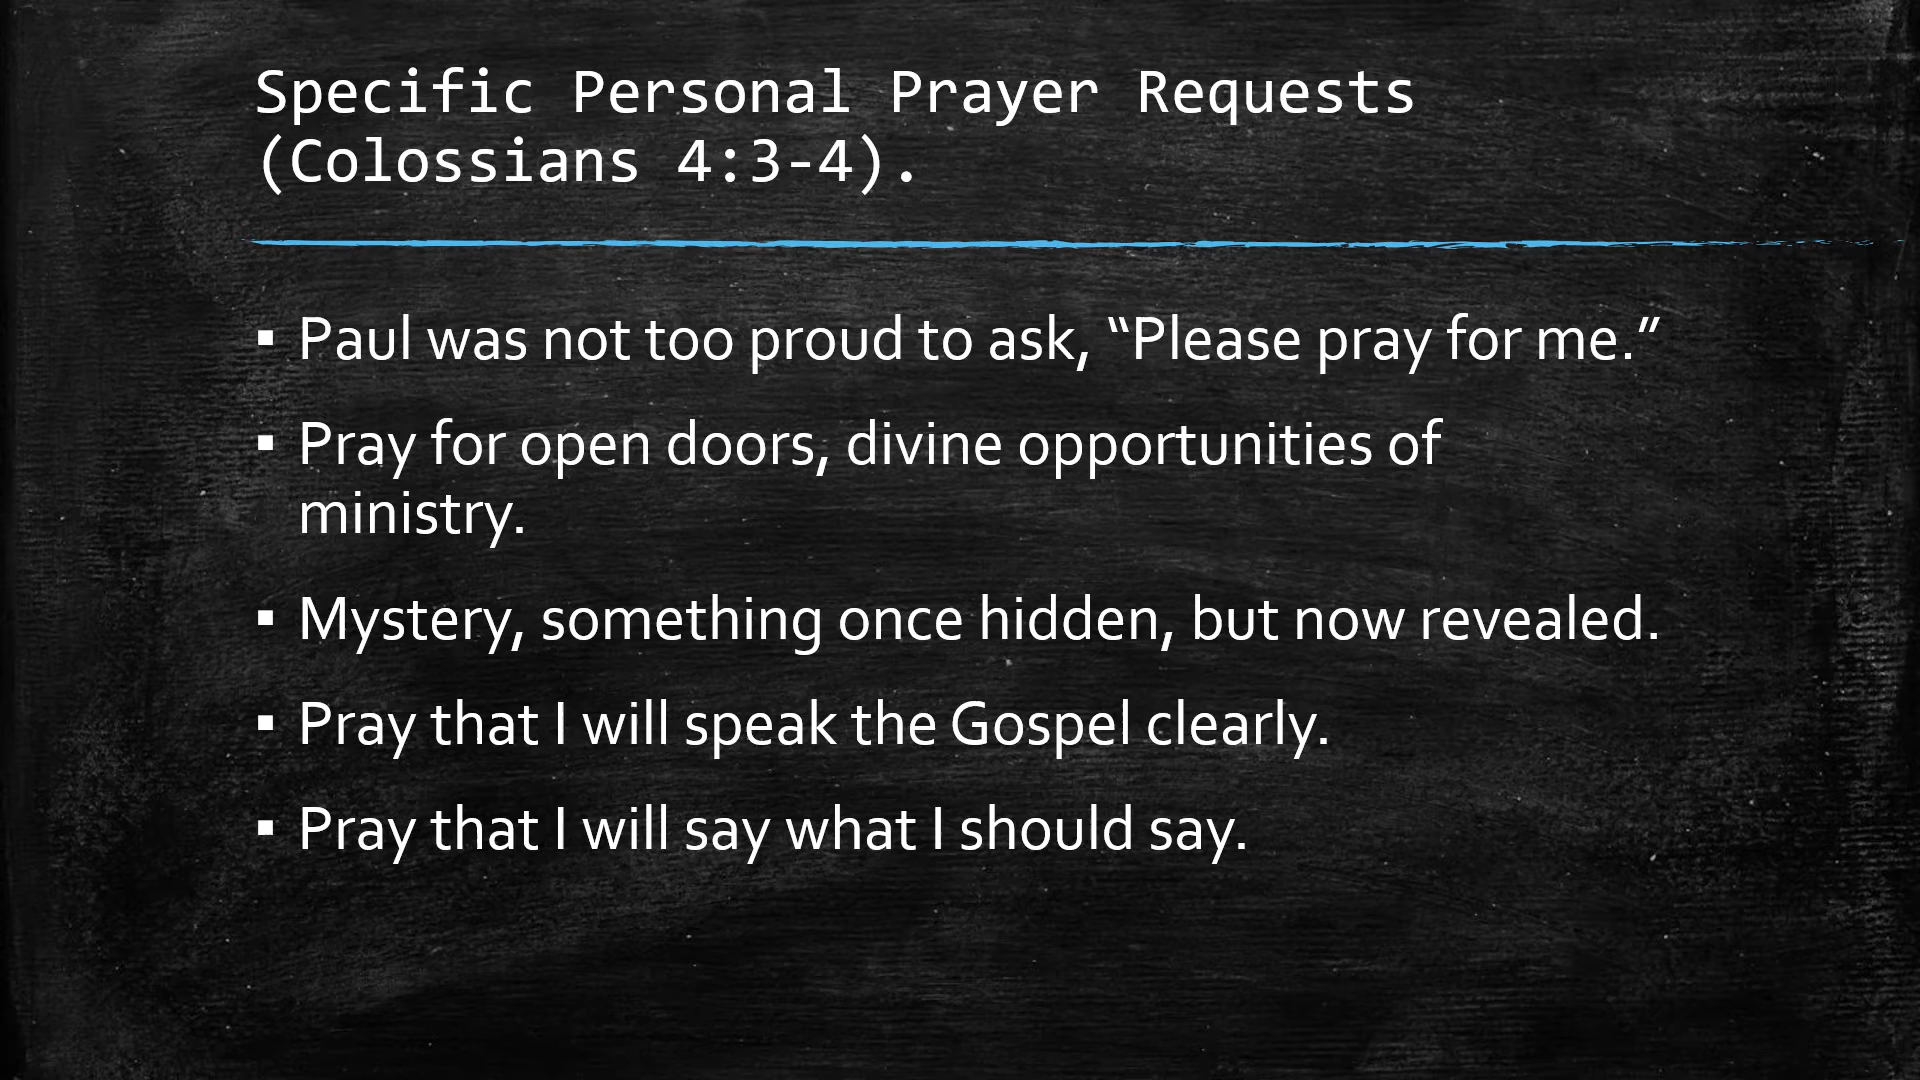 Specific Personal Prayer Requests
(Colossians 4:3-4).
▪ Paul was not too proud to ask, “Please pray for me.”
▪ Pray for open doors, divine opportunities of
ministry.
▪ Mystery, something once hidden, but now revealed.
▪ Pray that I will speak the Gospel clearly.
▪ Pray that I will say what I should say.